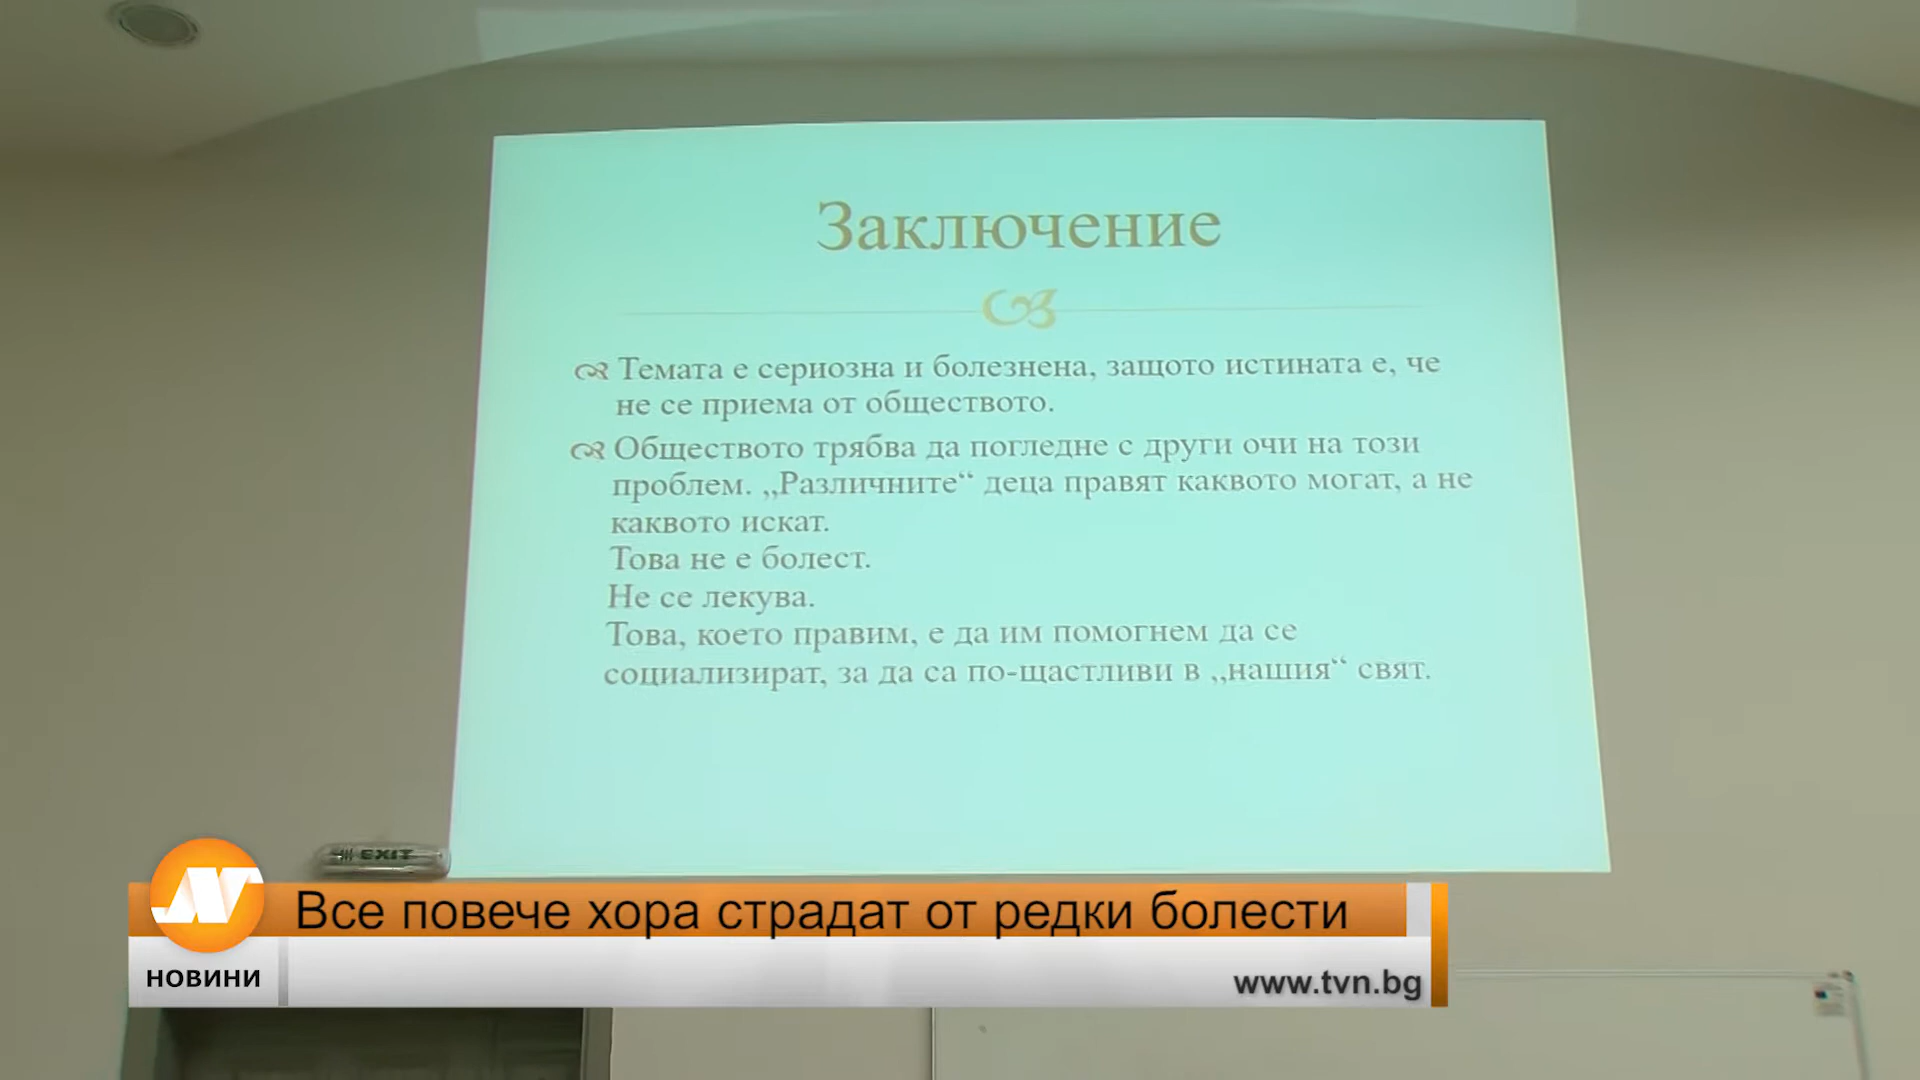 Заключение
Темата е сериозна и болезнена, защото истината е, че
не се приема от обществото.
Обществото трябва да погледне с други очи на този
проблем. „Различните“ деца правят каквото могат, а не
каквото искат.
Това не е болест.
Не се лекува.
Това, което правим, е да им помогнем да се
социализират, за да са по-щастливи в „нашия“ свят.
EXIT
Все повече хора страдат от редки болести
НОВИНИ
www.tvn.bg